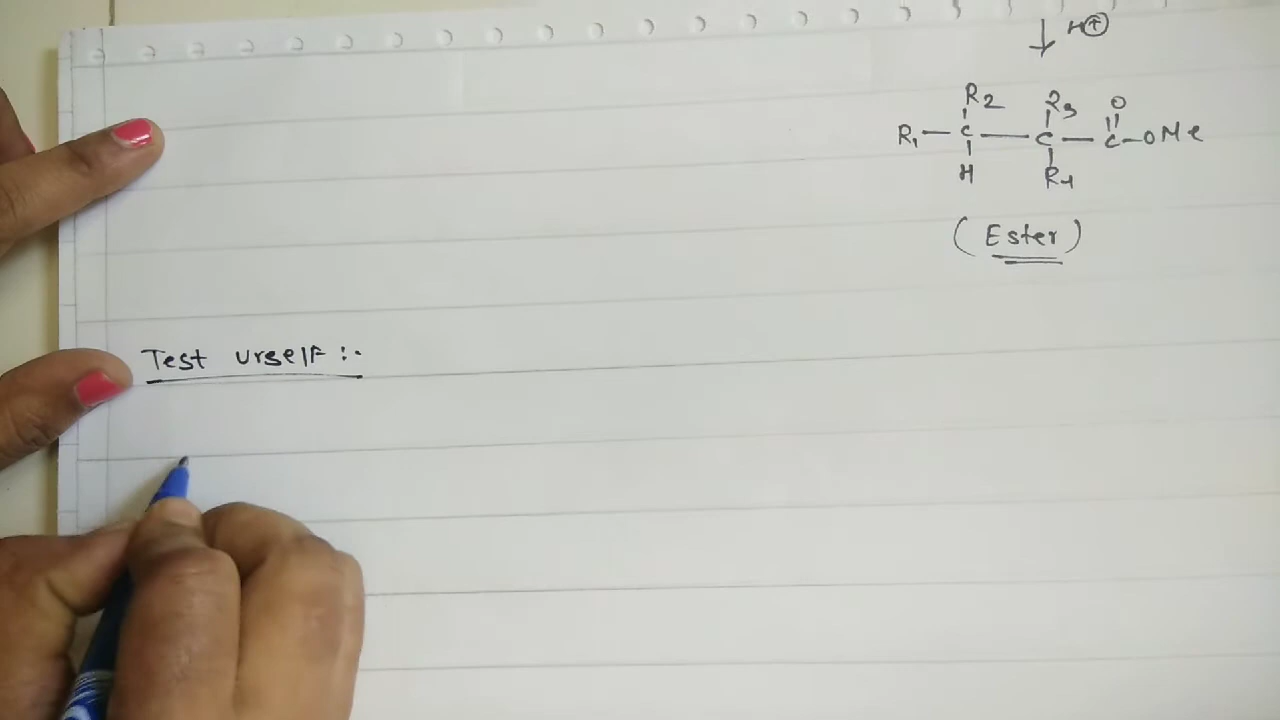 ↓ H⊕
R2 R3 O
R1 — C — C — C – OMe
H R4
(Ester)
Test urself :-